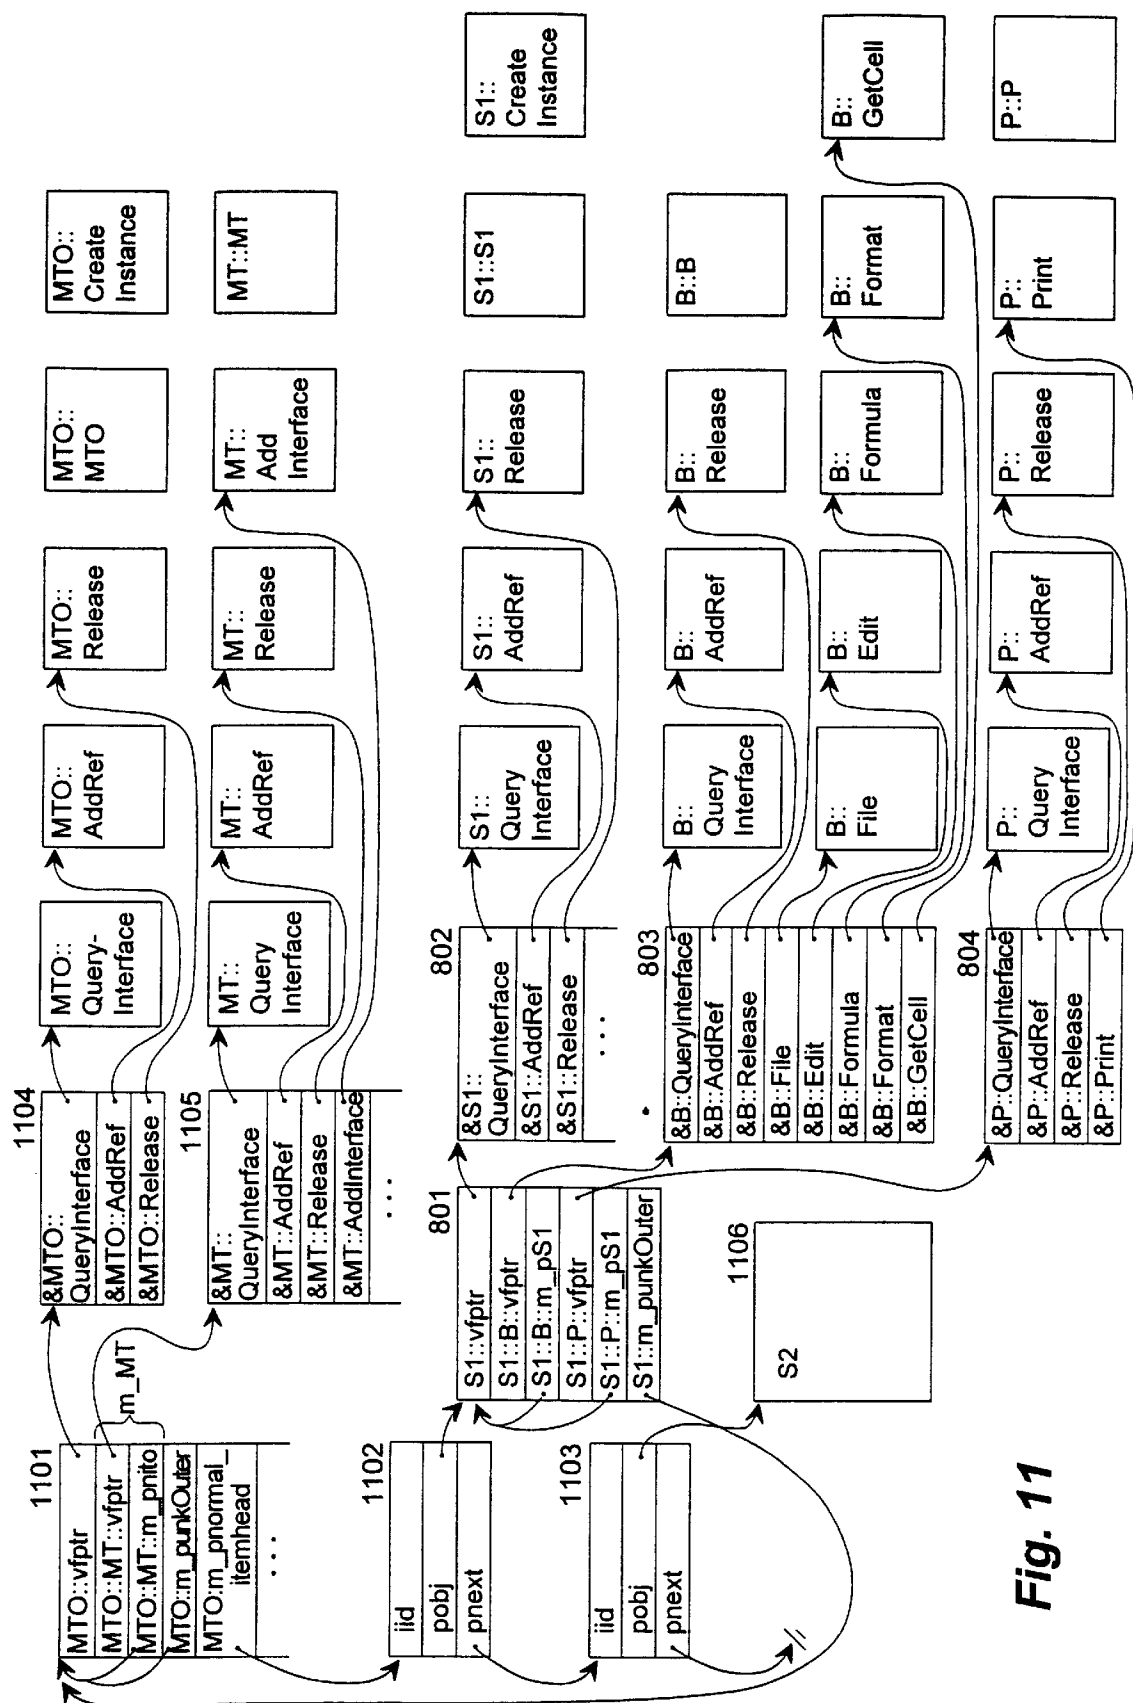 1101
MTO::vfptr
MTO::MT::vfptr
MTO::MT::m_pnito
MTO::m_punkOuter
MTO:m_pnormal_
itemhead
. . .
m_MT
1104
&MTO::
QueryInterface
&MTO::AddRef
&MTO::Release
MTO::
Query-
Interface
MTO::
AddRef
MTO::
Release
MTO::
MTO
MTO::
Create
Instance
1105
&MT::
QueryInterface
&MT::AddRef
&MT::Release
&MT::AddInterface
. . .
MT::
Query
Interface
MT::
AddRef
MT::
Release
MT::
Add
Interface
MT::MT
1102
iid
pobj
pnext
801
S1::vfptr
S1::B::vfptr
S1::B::m_pS1
S1::P::vfptr
S1::P::m_pS1
S1::m_punkOuter
802
&S1::
QueryInterface
&S1::AddRef
&S1::Release
. . .
S1::
Query
Interface
S1::
AddRef
S1::
Release
S1::S1
S1::
Create
Instance
1103
iid
pobj
pnext
1106
S2
803
&B::QueryInterface
&B::AddRef
&B::Release
&B::File
&B::Edit
&B::Formula
&B::Format
&B::GetCell
B::
Query
Interface
B::
AddRef
B::
Release
B::B
B::
File
B::
Edit
B::
Formula
B::
Format
B::
GetCell
804
&P::QueryInterface
&P::AddRef
&P::Release
&P::Print
P::
Query
Interface
P::
AddRef
P::
Release
P::
Print
P::P
Fig. 11